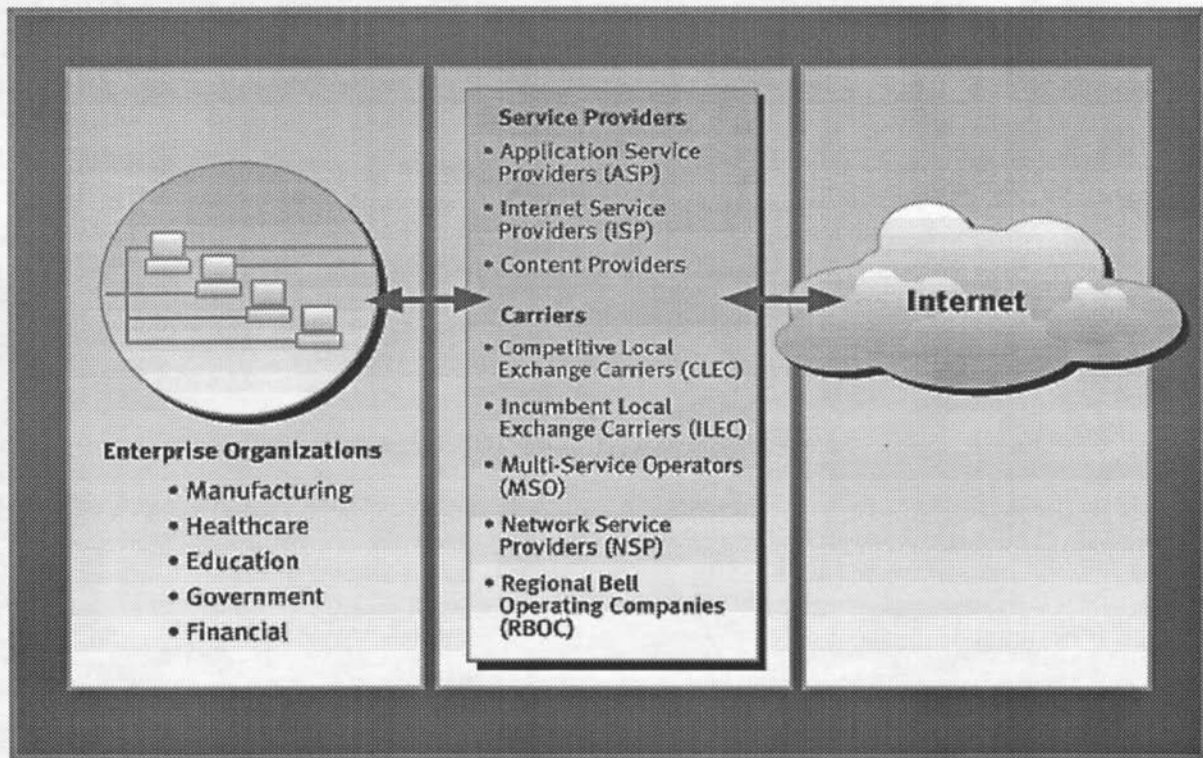 Enterprise Organizations
• Manufacturing
• Healthcare
• Education
• Government
• Financial
Service Providers
• Application Service
Providers (ASP)
• Internet Service
Providers (ISP)
• Content Providers
Carriers
• Competitive Local
Exchange Carriers (CLEC)
• Incumbent Local
Exchange Carriers (ILEC)
• Multi-Service Operators
(MSO)
• Network Service
Providers (NSP)
• Regional Bell
Operating Companies
(RBOC)
Internet